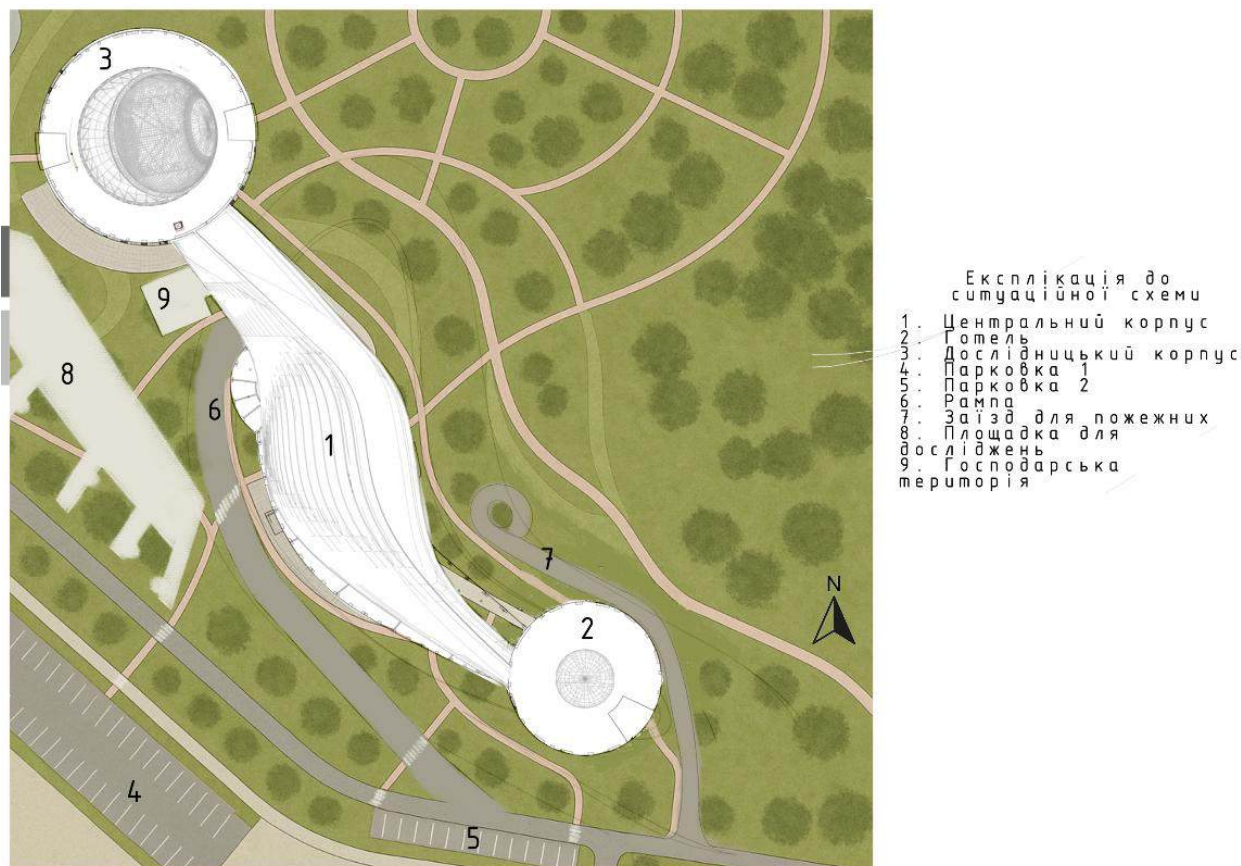 3
9
8
6
1
7
2
N
4
5
Експлікація до
ситуаційної схеми
1. Центральний корпус
2. Готель
3. Дослідницький корпус
4. Парковка 1
5. Парковка 2
6. Рампа
7. Заїзд для пожежних
8. Площадка для
досліджень
9. Господарська
територія